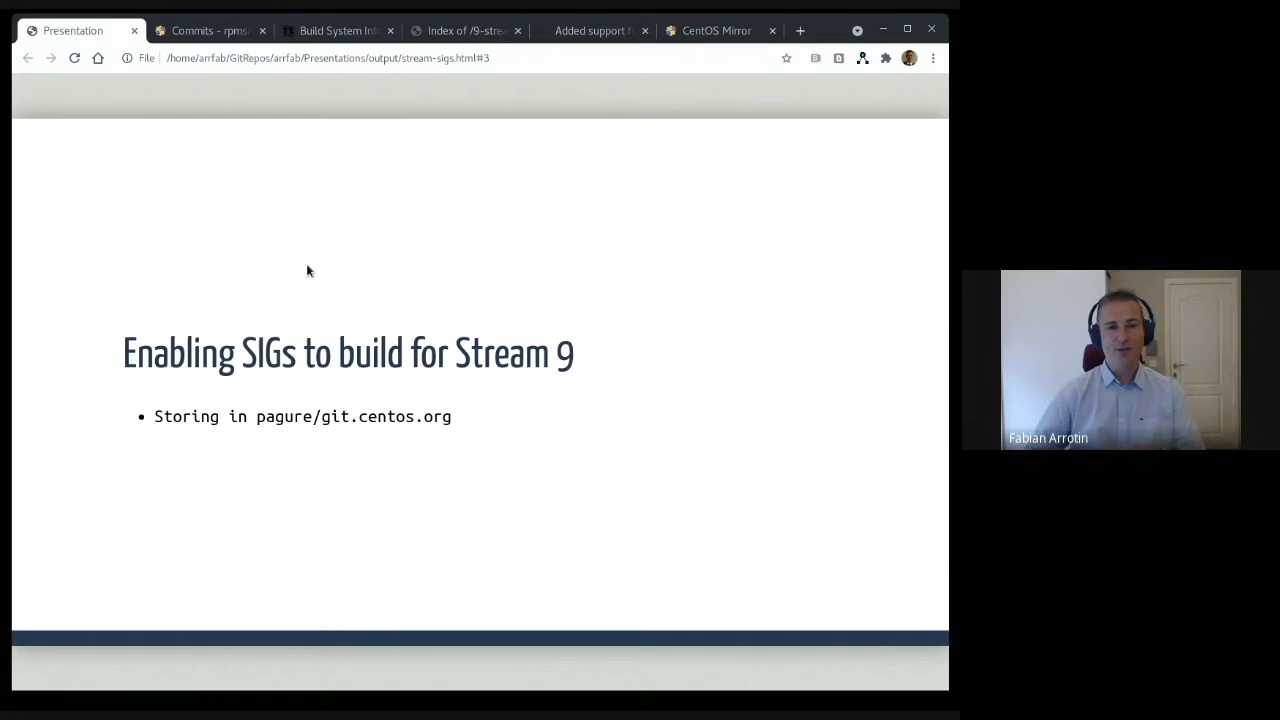 Presentation
Commits - rpms/
Build System Inf
Index of /9-strea
Added support f
CentOS Mirror
File
/home/arrfab/GitRepos/arrfab/Presentations/output/stream-sigs.html#3
Enabling SIGs to build for Stream 9
• Storing in pagure/git.centos.org
Fabian Arrotin